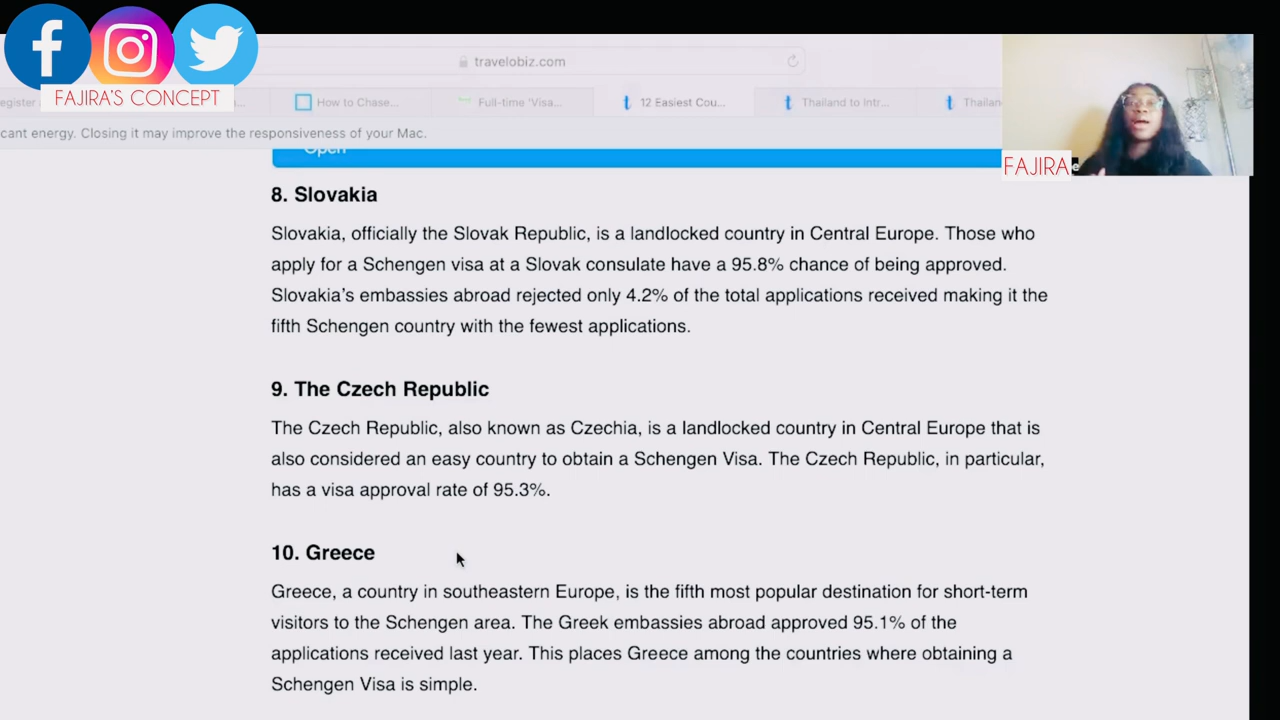 FAJIRA'S CONCEPT
travelobiz.com
egister
How to Chase...
Full-time 'Visa...
12 Easiest Cou...
Thailand to Intr...
Thailan
cant energy. Closing it may improve the responsiveness of your Mac.
FAJIRA
Open
8. Slovakia
Slovakia, officially the Slovak Republic, is a landlocked country in Central Europe. Those who
apply for a Schengen visa at a Slovak consulate have a 95.8% chance of being approved.
Slovakia's embassies abroad rejected only 4.2% of the total applications received making it the
fifth Schengen country with the fewest applications.
9. The Czech Republic
The Czech Republic, also known as Czechia, is a landlocked country in Central Europe that is
also considered an easy country to obtain a Schengen Visa. The Czech Republic, in particular,
has a visa approval rate of 95.3%.
10. Greece
Greece, a country in southeastern Europe, is the fifth most popular destination for short-term
visitors to the Schengen area. The Greek embassies abroad approved 95.1% of the
applications received last year. This places Greece among the countries where obtaining a
Schengen Visa is simple.